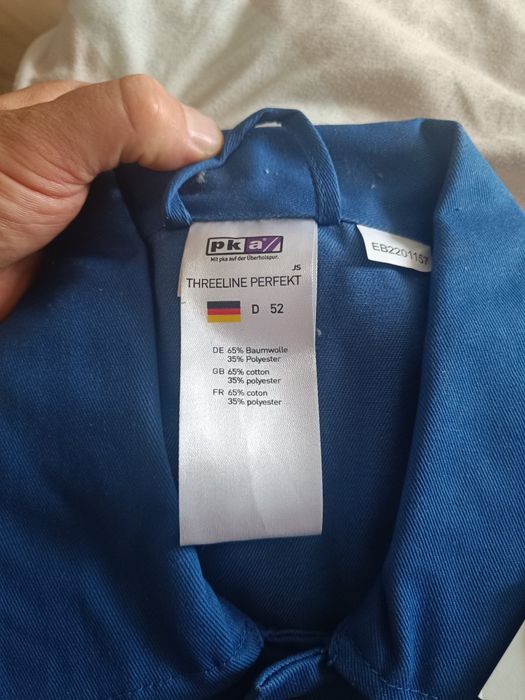 pka
Mit pka auf der Überholspur.
JS
THREELINE PERFEKT
D 52
DE 65% Baumwolle
35% Polyester
GB 65% cotton
35% polyester
FR 65% coton
35% polyester
EB2201157